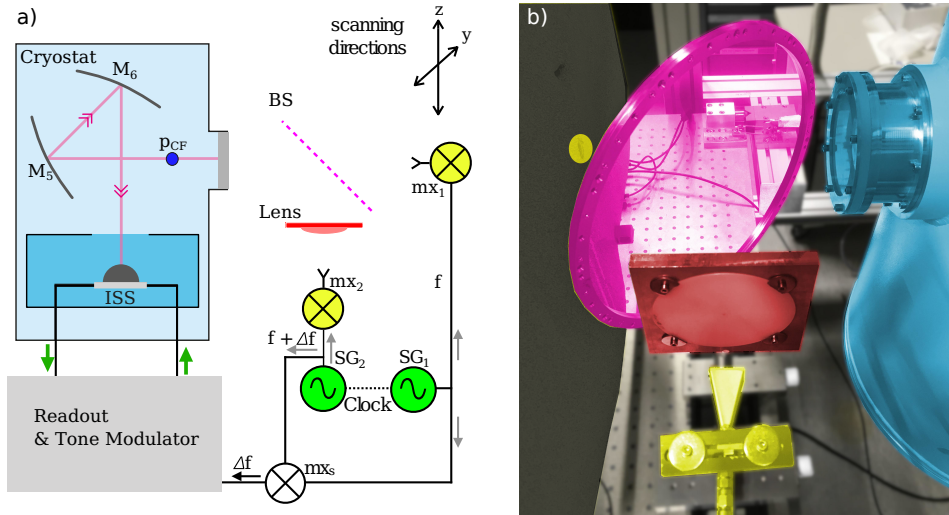 a)
Cryostat
M₆
M₅
p_CF
ISS
Readout
& Tone Modulator
scanning
directions
z
y
BS
Lens
mx₁
mx₂
f
f + Δf
SG₂
SG₁
Clock
Δf
mxₛ
b)